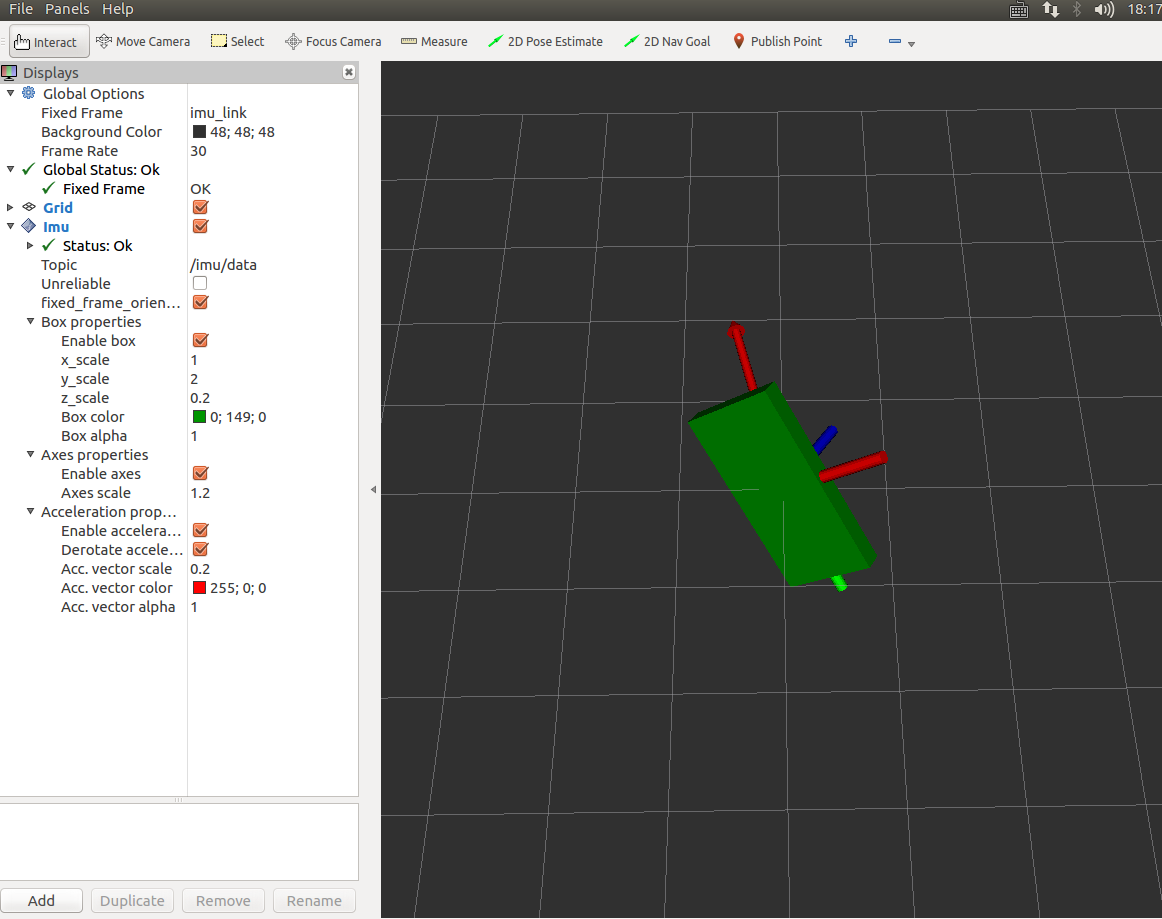 File Panels Help 18:17
Interact Move Camera Select Focus Camera Measure 2D Pose Estimate 2D Nav Goal Publish Point
Displays
Global Options
Fixed Frame imu_link
Background Color 48; 48; 48
Frame Rate 30
Global Status: Ok
Fixed Frame OK
Grid
Imu
Status: Ok
Topic /imu/data
Unreliable
fixed_frame_orien...
Box properties
Enable box
x_scale 1
y_scale 2
z_scale 0.2
Box color 0; 149; 0
Box alpha 1
Axes properties
Enable axes
Axes scale 1.2
Acceleration prop...
Enable accelera...
Derotate accele...
Acc. vector scale 0.2
Acc. vector color 255; 0; 0
Acc. vector alpha 1
Add Duplicate Remove Rename